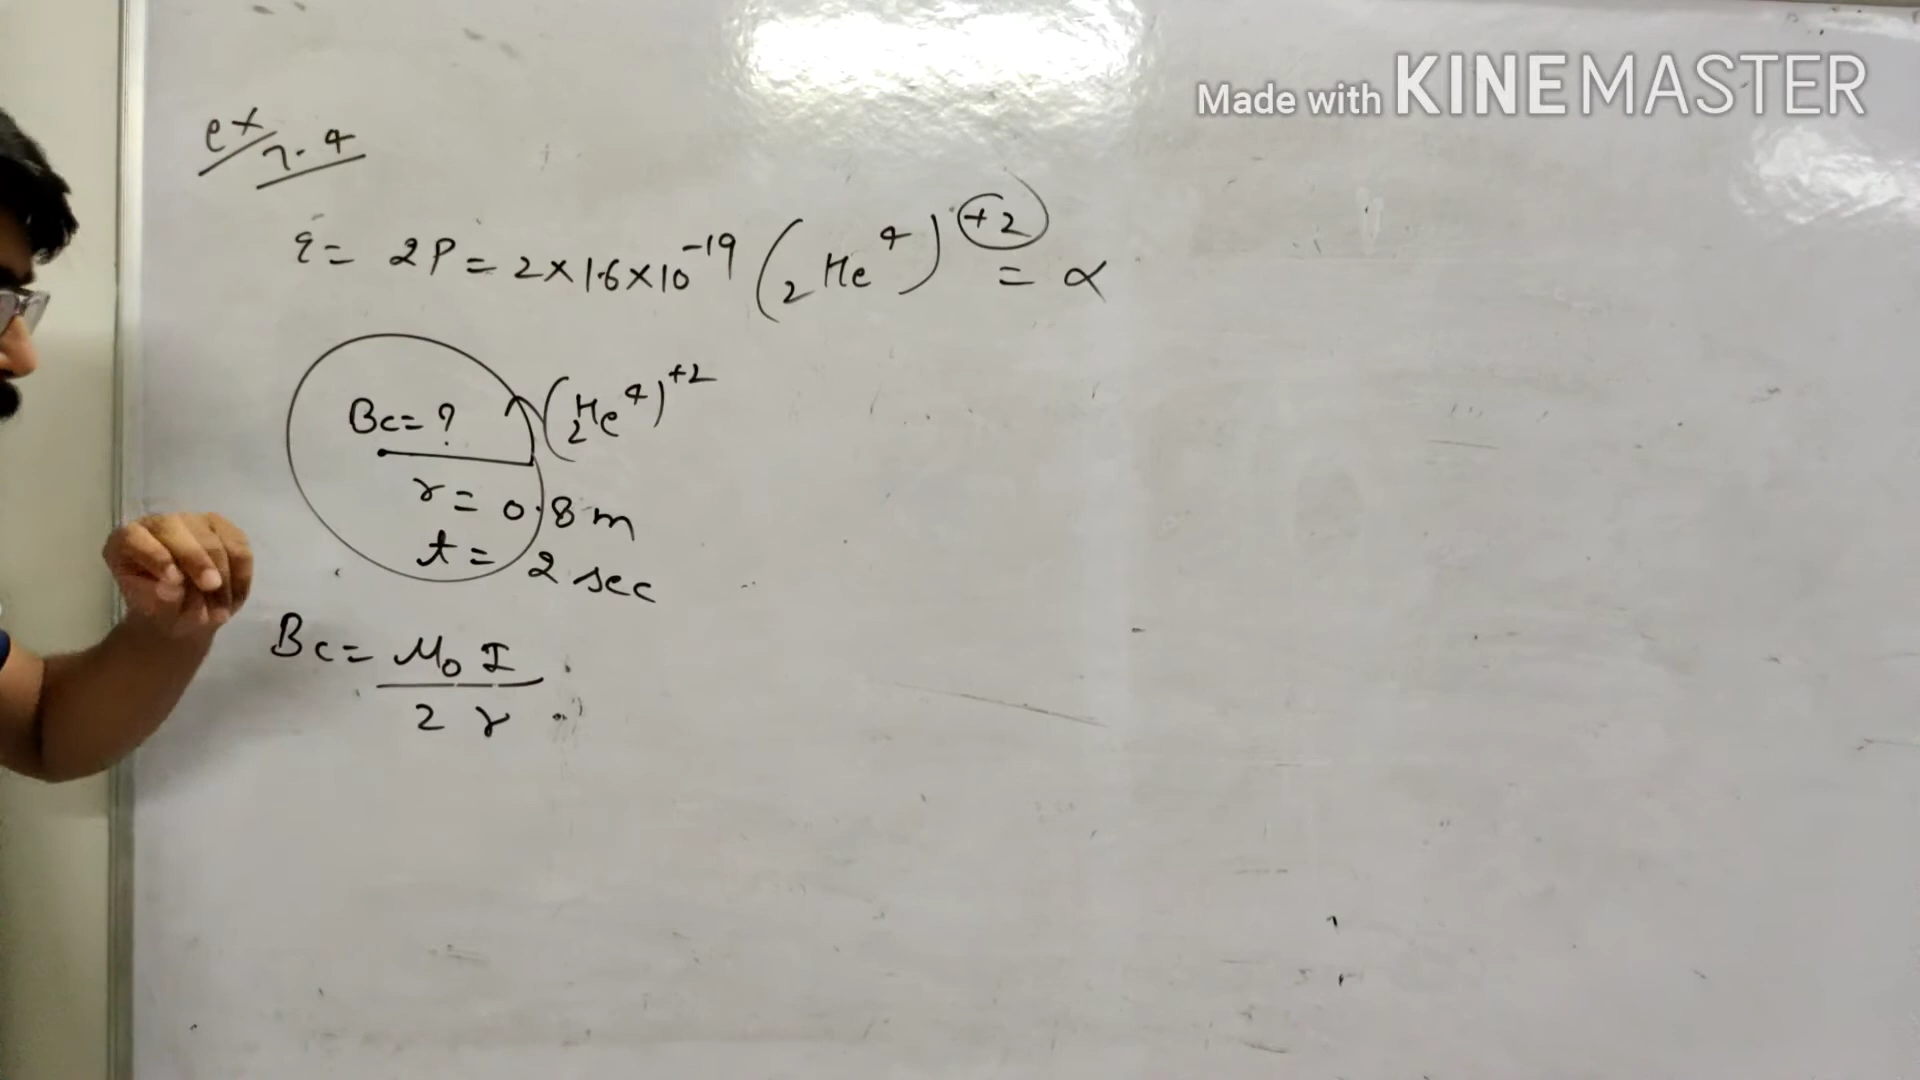 Made with KINEMASTER
ex/7.4
q = 2P = 2×1.6×10⁻¹⁹ (₂He⁴)⁺² = α
Bc = ? (₂He⁴)⁺²
r = 0.8 m
t = 2 sec
Bc = μ₀ I
2 r